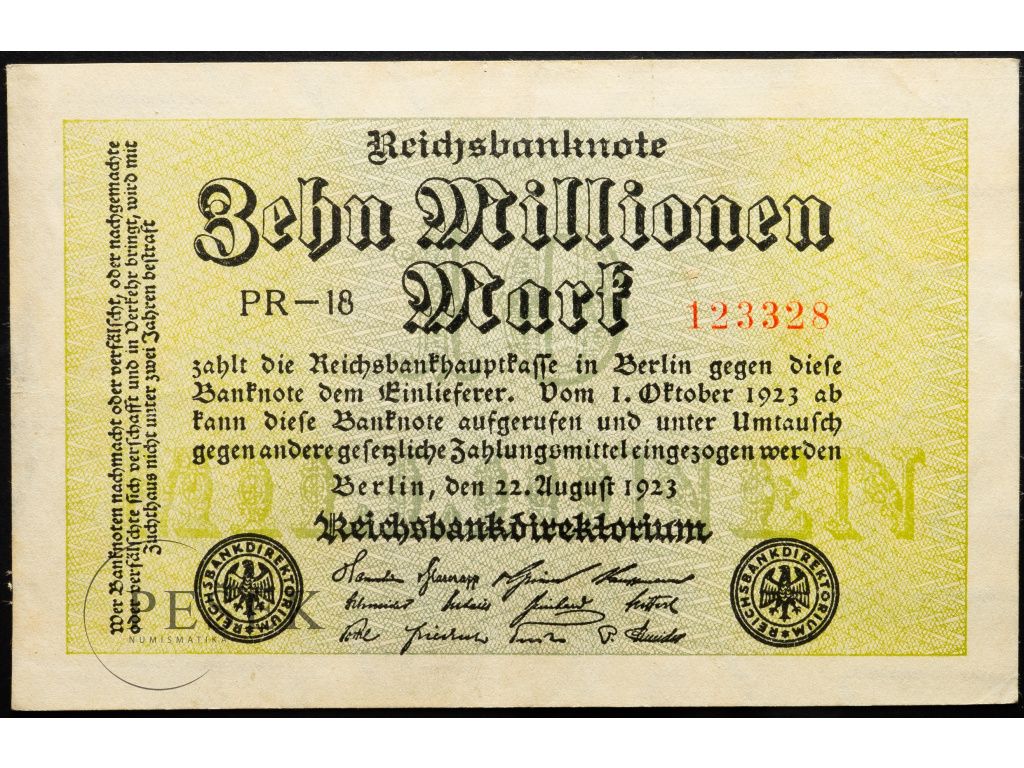 Reichsbanknote
Zehn Millionen
Mark
PR-18
123328
zahlt die Reichsbankhauptkasse in Berlin gegen diese
Banknote dem Einlieferer. Vom 1. Oktober 1923 ab
kann diese Banknote aufgerufen und unter Umtausch
gegen andere gesetzliche Zahlungsmittel eingezogen werden
Berlin, den 22. August 1923
Reichsbankdirektorium
Wer Banknoten nachmacht oder verfälscht, oder nachgemachte
oder verfälschte sich verschafft und in Verkehr bringt, wird mit
Zuchthaus nicht unter zwei Jahren bestraft
REICHSBANKDIREKTORIUM
REICHSBANKDIREKTORIUM
NUMISMATIKA